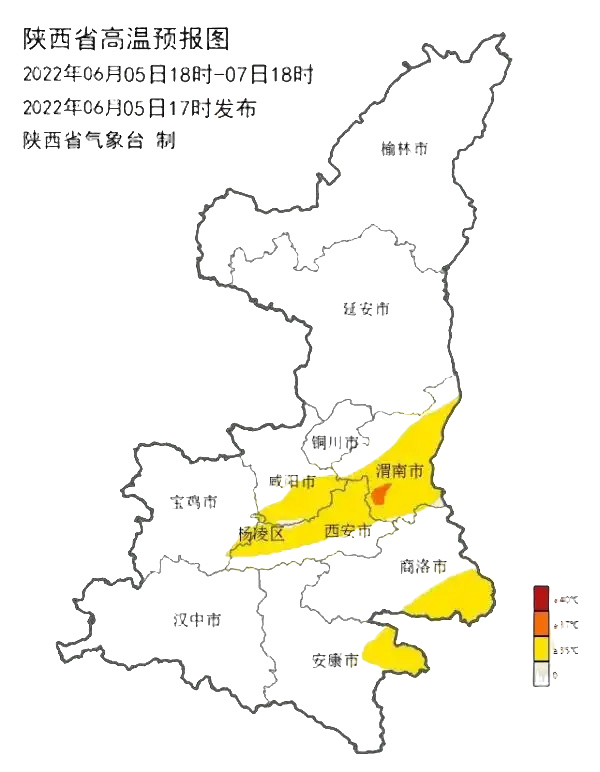 陕西省高温预报图
2022年06月05日18时-07日18时
2022年06月05日17时发布
陕西省气象台 制
榆林市
延安市
铜川市
咸阳市
渭南市
宝鸡市
杨凌区
西安市
商洛市
汉中市
安康市
≥40℃
≥37℃
≥35℃
0